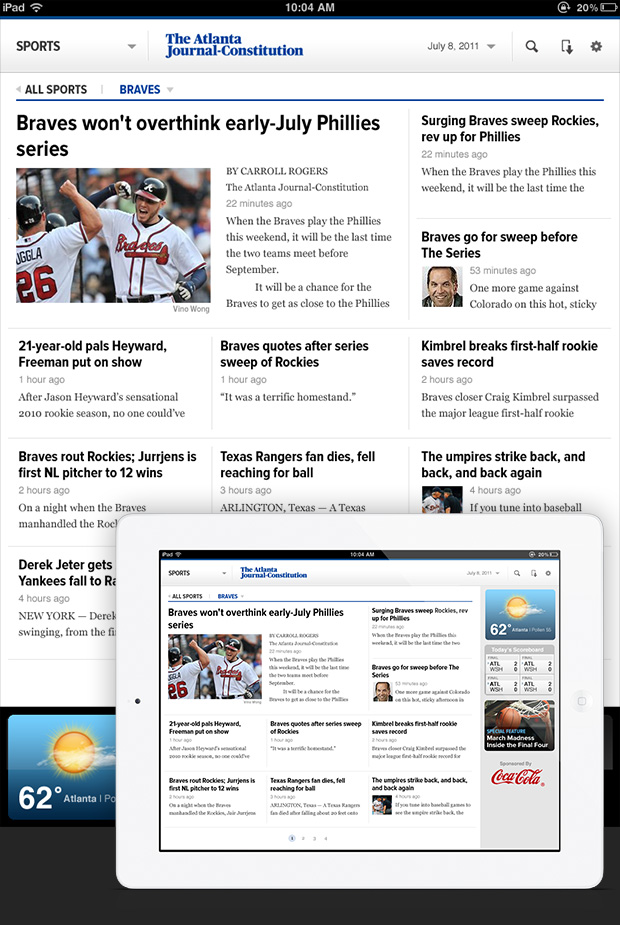 iPad 10:04 AM 20%
SPORTS
The Atlanta
Journal-Constitution
July 8, 2011
ALL SPORTS | BRAVES
Braves won't overthink early-July Phillies
series
UGGLA
26
Braves
Vino Wong
BY CARROLL ROGERS
The Atlanta Journal-Constitution
22 minutes ago
When the Braves play the Phillies
this weekend, it will be the last time
the two teams meet before
September.
It will be a chance for the
Braves to get as close to the Phillies
Surging Braves sweep Rockies,
rev up for Phillies
22 minutes ago
When the Braves play the Phillies this
weekend, it will be the last time the
Braves go for sweep before
The Series
53 minutes ago
One more game against
Colorado on this hot, sticky
21-year-old pals Heyward,
Freeman put on show
1 hour ago
After Jason Heyward's sensational
2010 rookie season, no one could've
Braves quotes after series
sweep of Rockies
1 hour ago
“It was a terrific homestand.”
Kimbrel breaks first-half rookie
saves record
2 hours ago
Braves closer Craig Kimbrel surpassed
the major league first-half rookie
Braves rout Rockies; Jurrjens is
first NL pitcher to 12 wins
2 hours ago
On a night when the Braves
manhandled the Roc
Texas Rangers fan dies, fell
reaching for ball
3 hours ago
ARLINGTON, Texas — A Texas
The umpires strike back, and
back, and back again
4 hours ago
If you tune into baseball
Derek Jeter gets
Yankees fall to Ra
4 hours ago
NEW YORK — Derek
swinging, from the fi
62° Atlanta | Po
iPad 10:04 AM 20%
SPORTS
The Atlanta
Journal-Constitution
July 8, 2011
ALL SPORTS | BRAVES
Braves won't overthink early-July Phillies
series
26
Vino Wong
BY CARROLL ROGERS
The Atlanta Journal-Constitution
22 minutes ago
When the Braves play the Phillies
this weekend, it will be the last time
the two teams meet before
September.
It will be a chance for the
Braves to get as close to the Phillies
Surging Braves sweep Rockies, rev
up for Phillies
22 minutes ago
When the Braves play the Phillies this
weekend, it will be the last time the two
Braves go for sweep before The
Series
53 minutes ago
One more game against Colorado
on this hot, sticky afternoon in
21-year-old pals Heyward,
Freeman put on show
1 hour ago
After Jason Heyward's sensational
2010 rookie season, no one could've
Braves quotes after series sweep
of Rockies
1 hour ago
“It was a terrific homestand.”
Kimbrel breaks first-half rookie
saves record
2 hours ago
Braves closer Craig Kimbrel surpassed
the major league first-half rookie record for
Braves rout Rockies; Jurrjens is
first NL pitcher to 12 wins
2 hours ago
On a night when the Braves
manhandled the Rockies, Jair Jurrjens
Texas Rangers fan dies, fell
reaching for ball
3 hours ago
ARLINGTON, Texas — A Texas Rangers
fan died after falling about 20 feet onto
The umpires strike back, and back,
and back again
4 hours ago
If you tune into baseball games to
see the umpire strike back, the
1 2 3 4
62° Atlanta | Pollen 55
Today's Scoreboard
FINAL FINAL
ATL 2 ATL 2
WSH 0 WSH 0
FINAL FINAL
ATL 2 ATL 2
WSH 0 WSH 0
SPECIAL FEATURE
March Madness
Inside the Final Four
Sponsored By
Coca-Cola